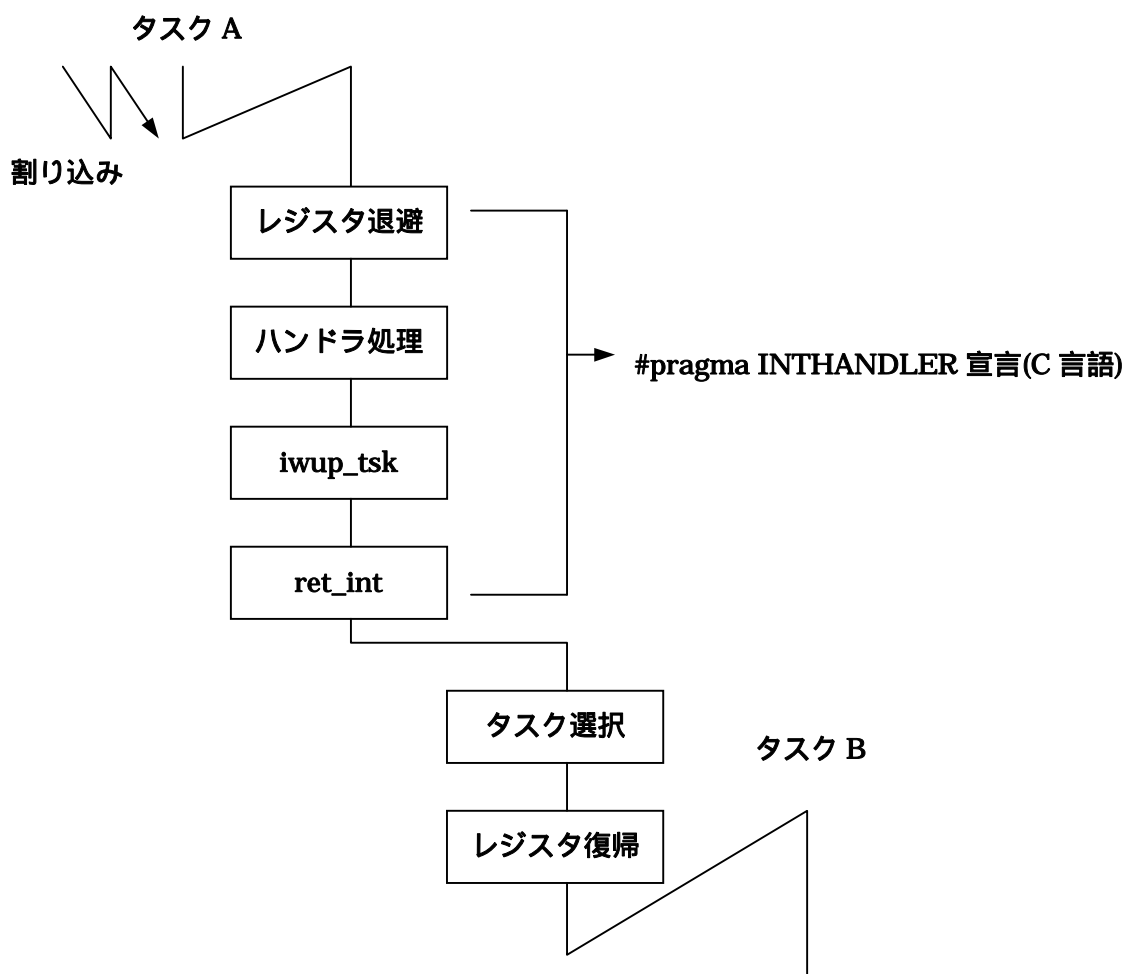 タスク A
割り込み
レジスタ退避
ハンドラ処理
#pragma INTHANDLER 宣言(C 言語)
iwup_tsk
ret_int
タスク選択
タスク B
レジスタ復帰